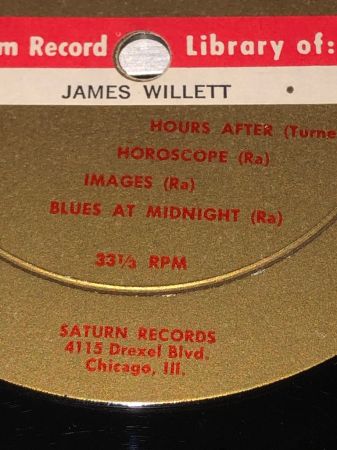 m Record Library of:
JAMES WILLETT
HOURS AFTER (Turne
HOROSCOPE (Ra)
IMAGES (Ra)
BLUES AT MIDNIGHT (Ra)
33⅓ RPM
SATURN RECORDS
4115 Drexel Blvd.
Chicago, Ill.